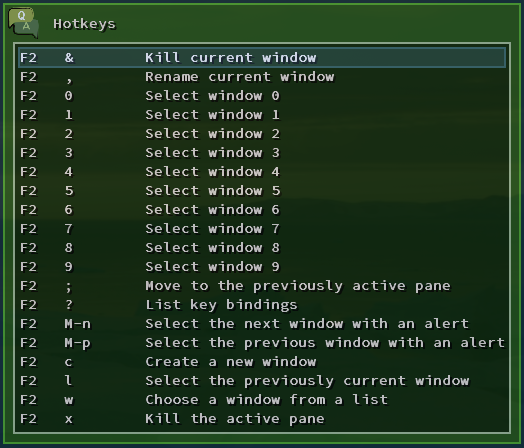 Q
A
Hotkeys
F2 & Kill current window
F2 , Rename current window
F2 0 Select window 0
F2 1 Select window 1
F2 2 Select window 2
F2 3 Select window 3
F2 4 Select window 4
F2 5 Select window 5
F2 6 Select window 6
F2 7 Select window 7
F2 8 Select window 8
F2 9 Select window 9
F2 ; Move to the previously active pane
F2 ? List key bindings
F2 M-n Select the next window with an alert
F2 M-p Select the previous window with an alert
F2 c Create a new window
F2 l Select the previously current window
F2 w Choose a window from a list
F2 x Kill the active pane